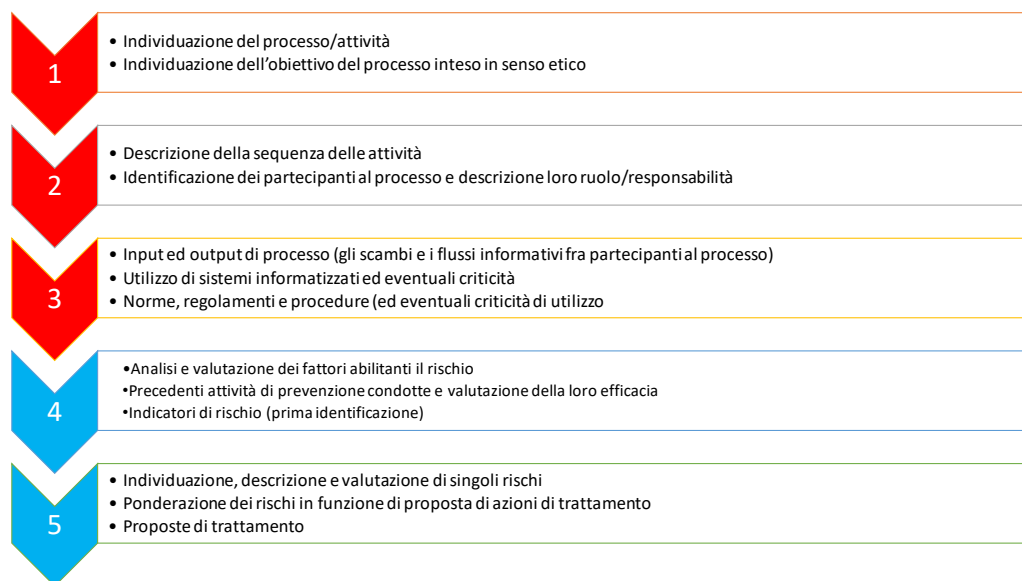 1
• Individuazione del processo/attività
• Individuazione dell'obiettivo del processo inteso in senso etico
2
• Descrizione della sequenza delle attività
• Identificazione dei partecipanti al processo e descrizione loro ruolo/responsabilità
3
• Input ed output di processo (gli scambi e i flussi informativi fra partecipanti al processo)
• Utilizzo di sistemi informatizzati ed eventuali criticità
• Norme, regolamenti e procedure (ed eventuali criticità di utilizzo
4
•Analisi e valutazione dei fattori abilitanti il rischio
•Precedenti attività di prevenzione condotte e valutazione della loro efficacia
•Indicatori di rischio (prima identificazione)
5
• Individuazione, descrizione e valutazione di singoli rischi
• Ponderazione dei rischi in funzione di proposta di azioni di trattamento
• Proposte di trattamento